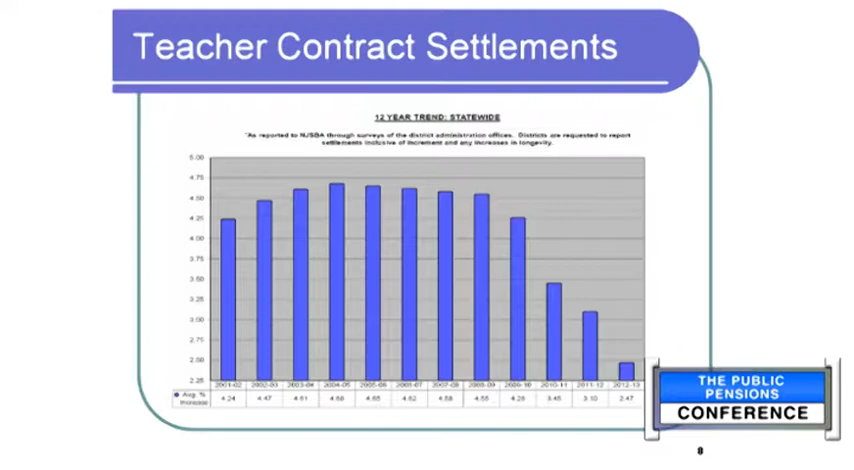 Teacher Contract Settlements
12 YEAR TREND: STATEWIDE
*As reported to NJSBA through surveys of the district administration offices. Districts are requested to report
settlements inclusive of increment and any increases in longevity.
5.00
4.75
4.50
4.25
4.00
3.75
3.50
3.25
3.00
2.75
2.50
2.25
2001-02 2002-03 2003-04 2004-05 2005-06 2006-07 2007-08 2008-09 2009-10 2010-11 2011-12 2012-13
Avg. % Increase 4.24 4.47 4.61 4.68 4.65 4.62 4.58 4.55 4.26 3.45 3.10 2.47
THE PUBLIC
PENSIONS
CONFERENCE
8